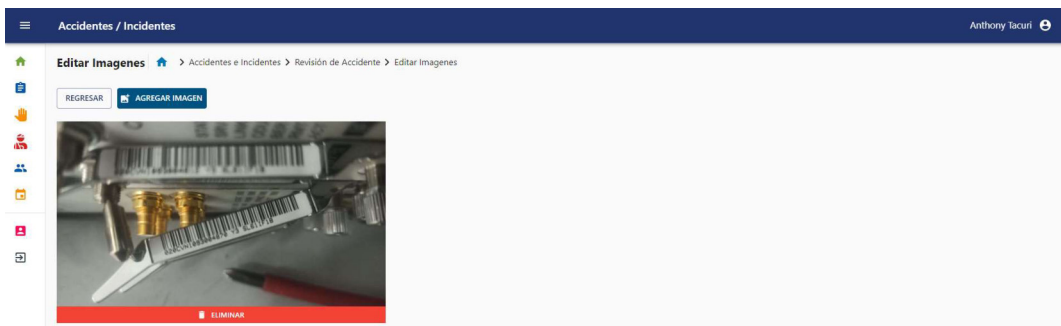 Accidentes / Incidentes
Anthony Tacuri
Editar Imagenes
Accidentes e Incidentes > Revisión de Accidente > Editar Imagenes
REGRESAR
AGREGAR IMAGEN
ELIMINAR